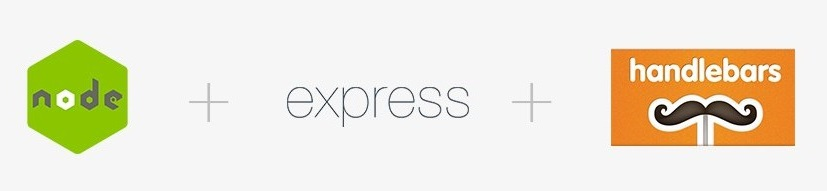 node + express + handlebars